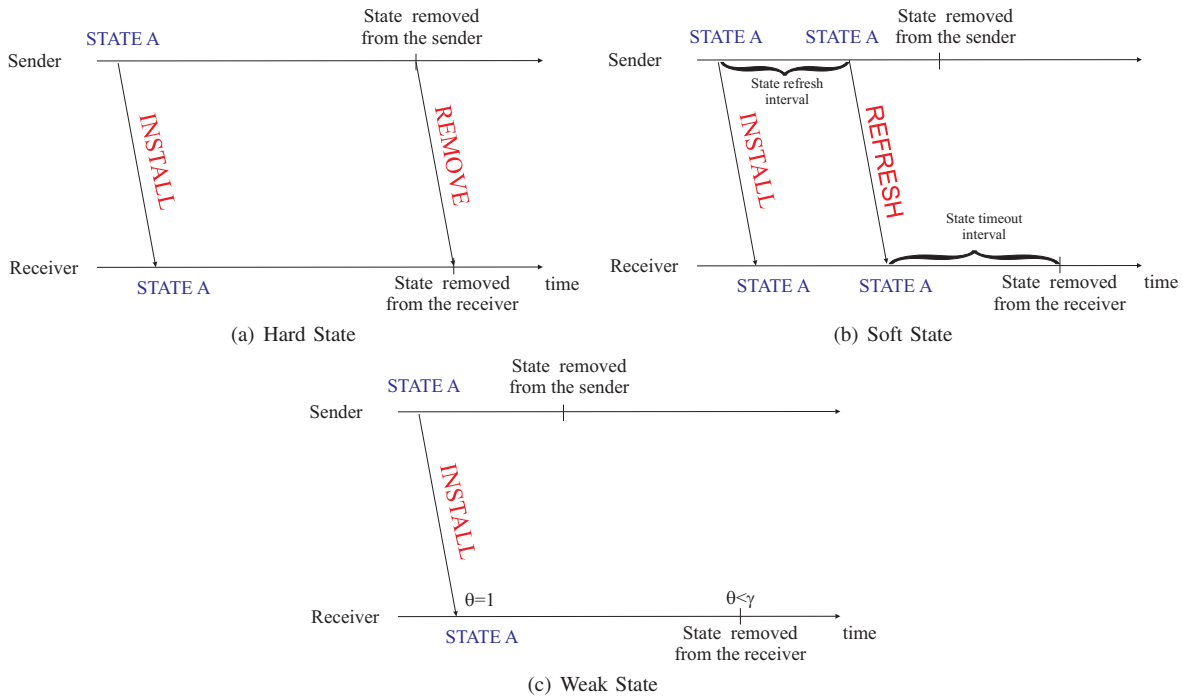 State removed
from the sender
STATE A
Sender
INSTALL
REMOVE
Receiver
STATE A
State removed
from the receiver
time
(a) Hard State
STATE A
STATE A
State removed
from the sender
Sender
State refresh
interval
INSTALL
REFRESH
State timeout
interval
Receiver
STATE A
STATE A
State removed
from the receiver
time
(b) Soft State
STATE A
State removed
from the sender
Sender
INSTALL
θ=1
θ<γ
Receiver
STATE A
State removed
from the receiver
time
(c) Weak State